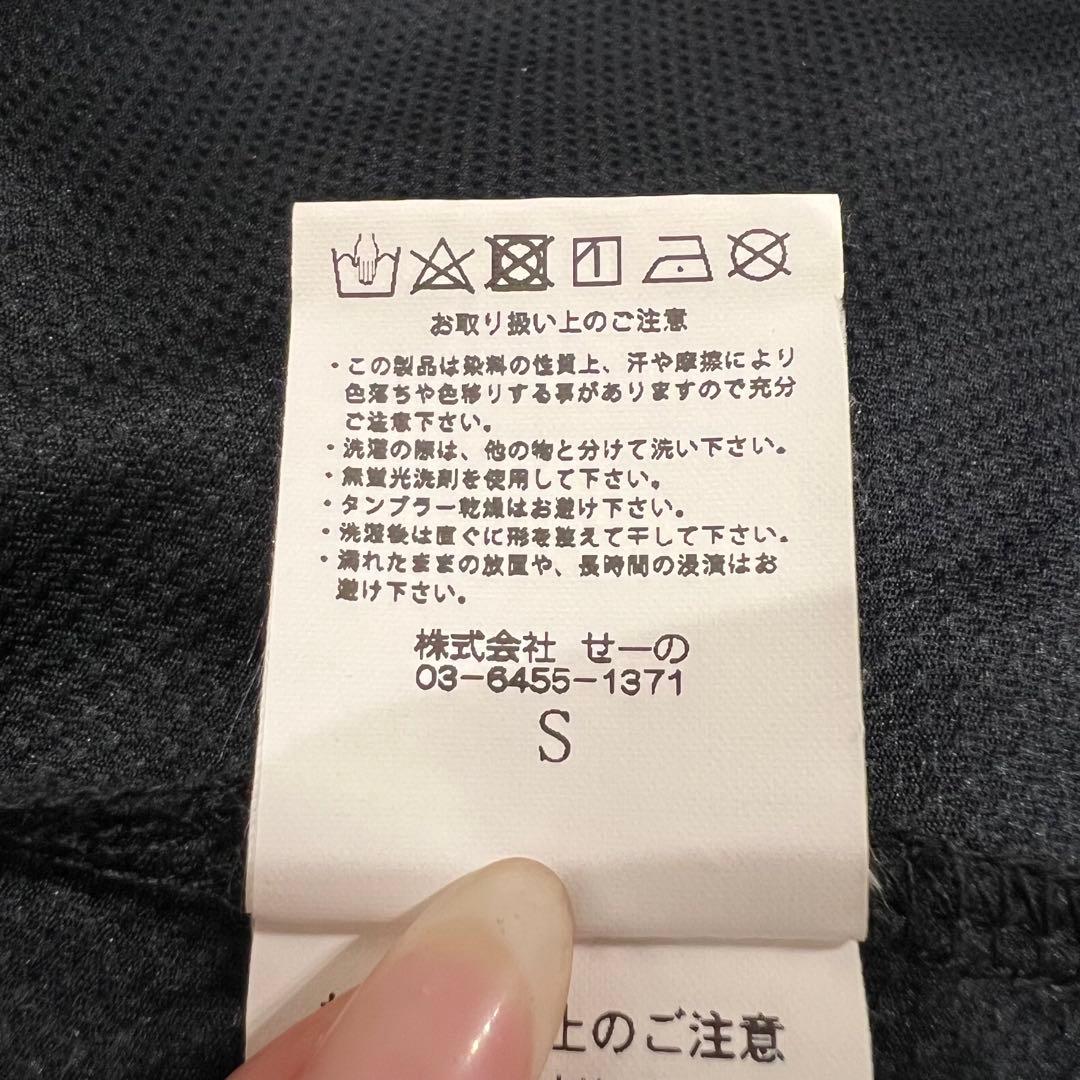 お取り扱い上のご注意
・この製品は染料の性質上、汗や摩擦により
色落ちや色移りする事がありますので充分
ご注意下さい。
・洗濯の際は、他の物と分けて洗い下さい。
・無蛍光洗剤を使用して下さい。
・タンブラー乾燥はお避け下さい。
・洗濯後は直ぐに形を整えて干して下さい。
・濡れたままの放置や、長時間の浸漬はお
避け下さい。
株式会社 せーの
03-6455-1371
S
上のご注意